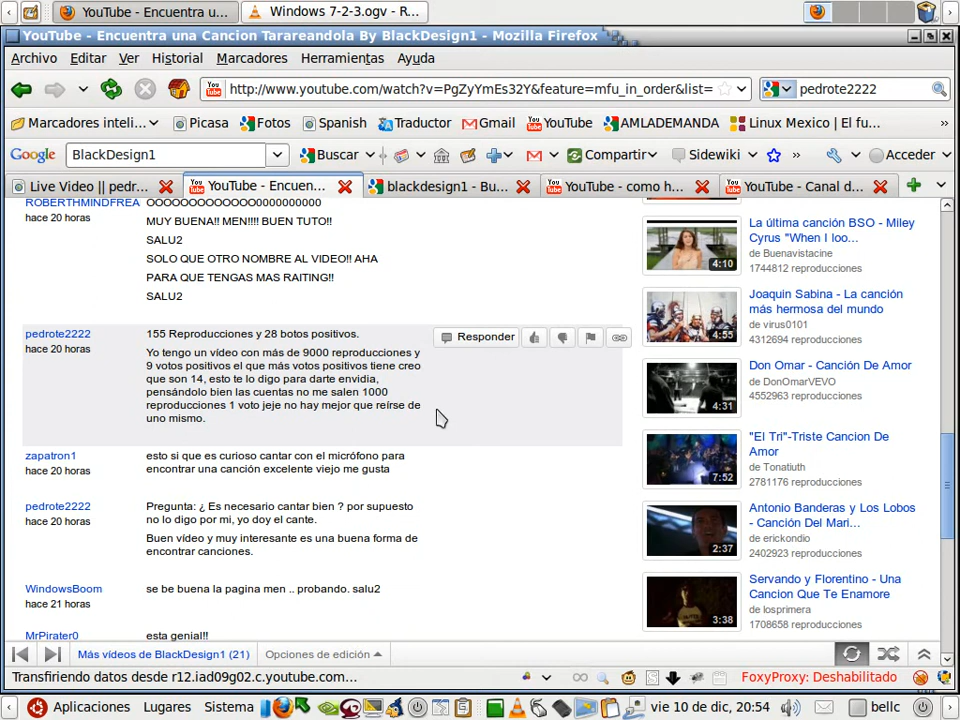 YouTube - Encuentra u...
Windows 7-2-3.ogv - R...
YouTube - Encuentra una Cancion Tarareandola By BlackDesign1 - Mozilla Firefox
Archivo Editar Ver Historial Marcadores Herramientas Ayuda
http://www.youtube.com/watch?v=PgZyYmEs32Y&feature=mfu_in_order&list=
pedrote2222
Marcadores inteli... Picasa Fotos Spanish Traductor Gmail YouTube AMLADEMANDA Linux Mexico | El fu... »
Google BlackDesign1 Buscar Compartir Sidewiki » Acceder
Live Video || pedr... YouTube - Encuen... blackdesign1 - Bu... YouTube - como h... YouTube - Canal d...
ROBERTHMINDFREA
hace 20 horas
OOOOOOOOOOOOO0000000000
MUY BUENA!! MEN!!!! BUEN TUTO!!
SALU2
SOLO QUE OTRO NOMBRE AL VIDEO!! AHA
PARA QUE TENGAS MAS RAITING!!
SALU2
pedrote2222
hace 20 horas
155 Reproducciones y 28 botos positivos.
Yo tengo un vídeo con más de 9000 reproducciones y
9 votos positivos el que más votos positivos tiene creo
que son 14, esto te lo digo para darte envidia,
pensándolo bien las cuentas no me salen 1000
reproducciones 1 voto jeje no hay mejor que reírse de
uno mismo.
Responder
zapatron1
hace 20 horas
esto si que es curioso cantar con el micrófono para
encontrar una canción excelente viejo me gusta
pedrote2222
hace 20 horas
Pregunta: ¿ Es necesario cantar bien ? por supuesto
no lo digo por mi, yo doy el cante.
Buen vídeo y muy interesante es una buena forma de
encontrar canciones.
WindowsBoom
hace 21 horas
se be buena la pagina men .. probando. salu2
MrPirater0
esta genial!!
4:10
La última canción BSO - Miley
Cyrus "When I loo...
de Buenavistacine
1744812 reproducciones
4:55
Joaquin Sabina - La canción
más hermosa del mundo
de virus0101
4312694 reproducciones
4:31
Don Omar - Canción De Amor
de DonOmarVEVO
4552963 reproducciones
7:52
"El Tri"-Triste Cancion De
Amor
de Tonatiuth
2781176 reproducciones
2:37
Antonio Banderas y Los Lobos
- Canción Del Mari...
de erickondio
2402923 reproducciones
3:38
Servando y Florentino - Una
Cancion Que Te Enamore
de losprimera
1708658 reproducciones
Más vídeos de BlackDesign1 (21) Opciones de edición
Transfiriendo datos desde r12.iad09g02.c.youtube.com...
FoxyProxy: Deshabilitado
Aplicaciones Lugares Sistema
vie 10 de dic, 20:54
bellc